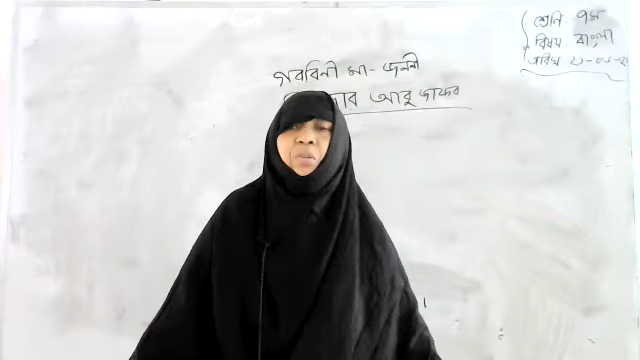 শ্রেণি- ৭ম
বিষয়- বাংলা
তারিখ
গরবিনী মা- জননী
আবু জাফর